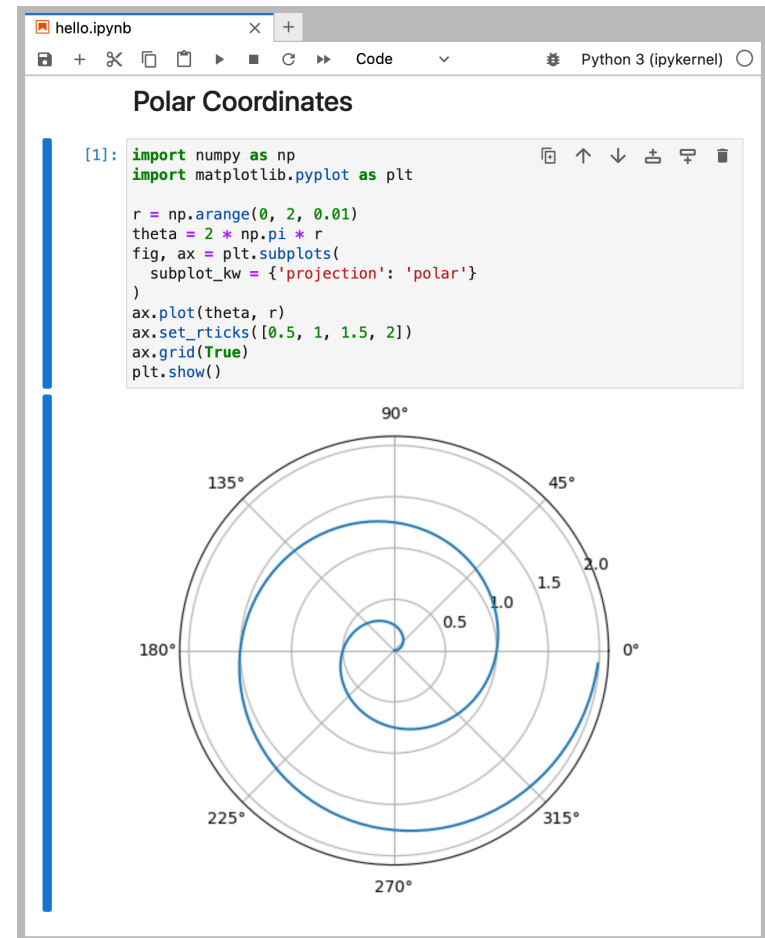 hello.ipynb
Code
Python 3 (ipykernel)
Polar Coordinates
[1]:
import numpy as np
import matplotlib.pyplot as plt
r = np.arange(0, 2, 0.01)
theta = 2 * np.pi * r
fig, ax = plt.subplots(
  subplot_kw = {'projection': 'polar'}
)
ax.plot(theta, r)
ax.set_rticks([0.5, 1, 1.5, 2])
ax.grid(True)
plt.show()
90°
135°
45°
2.0
1.5
1.0
0.5
180°
0°
225°
315°
270°